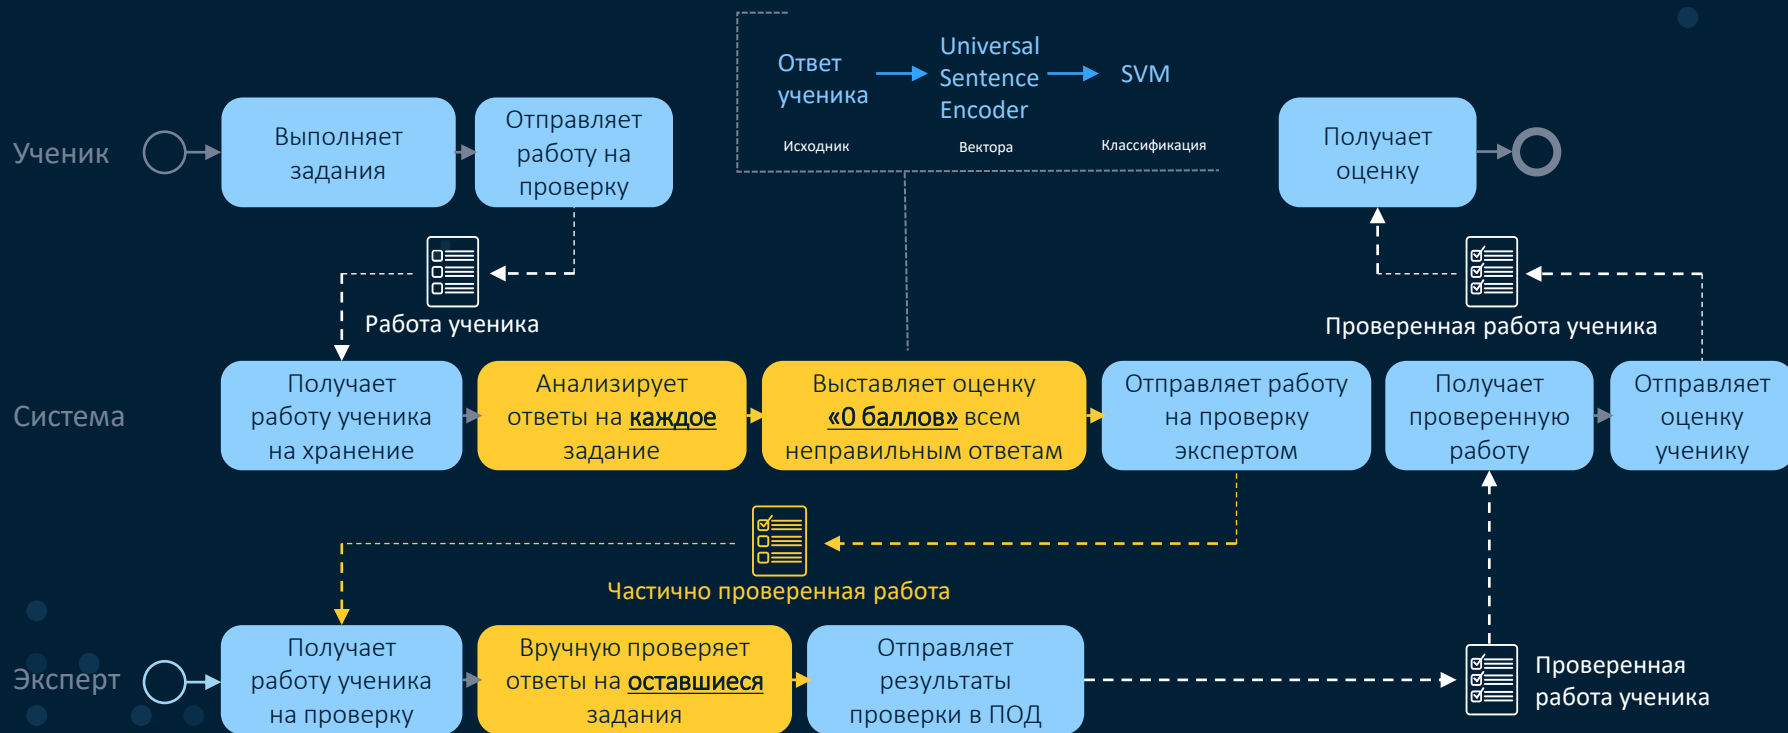 Ответ
ученика
Universal
Sentence
Encoder
SVM
Исходник
Вектора
Классификация
Ученик
Выполняет
задания
Отправляет
работу на
проверку
Получает
оценку
Работа ученика
Проверенная работа ученика
Система
Получает
работу ученика
на хранение
Анализирует
ответы на каждое
задание
Выставляет оценку
«0 баллов» всем
неправильным ответам
Отправляет работу
на проверку
экспертом
Получает
проверенную
работу
Отправляет
оценку
ученику
Частично проверенная работа
Эксперт
Получает
работу ученика
на проверку
Вручную проверяет
ответы на оставшиеся
задания
Отправляет
результаты
проверки в ПОД
Проверенная
работа ученика